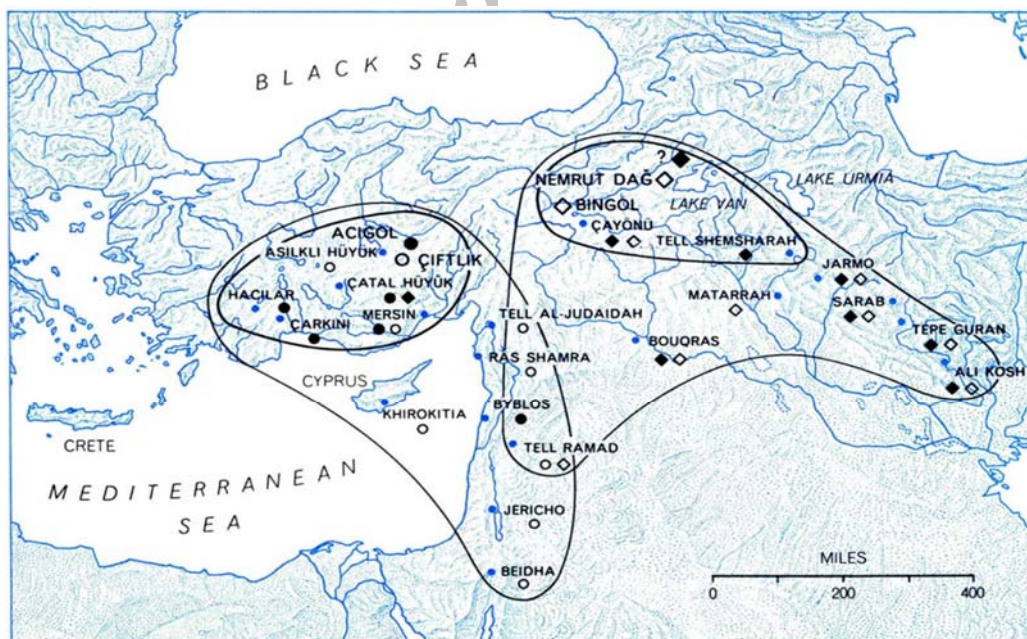 BLACK SEA
?
NEMRUT DAĞ
LAKE URMIA
BINGÖL
LAKE VAN
ÇAYÖNÜ
ACIGÖL
TELL SHEMSHARAH
ASILKLI HÜYÜK
ÇIFTLIK
JARMO
ÇATAL HÜYÜK
MATARRAH
SARAB
HACILAR
MERSIN
TELL AL-JUDAIDAH
ÇARKINI
TEPE GURAN
BOUQRAS
RAS SHAMRA
ALI KOSH
CYPRUS
BYBLOS
KHIROKITIA
CRETE
TELL RAMAD
MEDITERRANEAN
SEA
JERICHO
MILES
BEIDHA
0 200 400